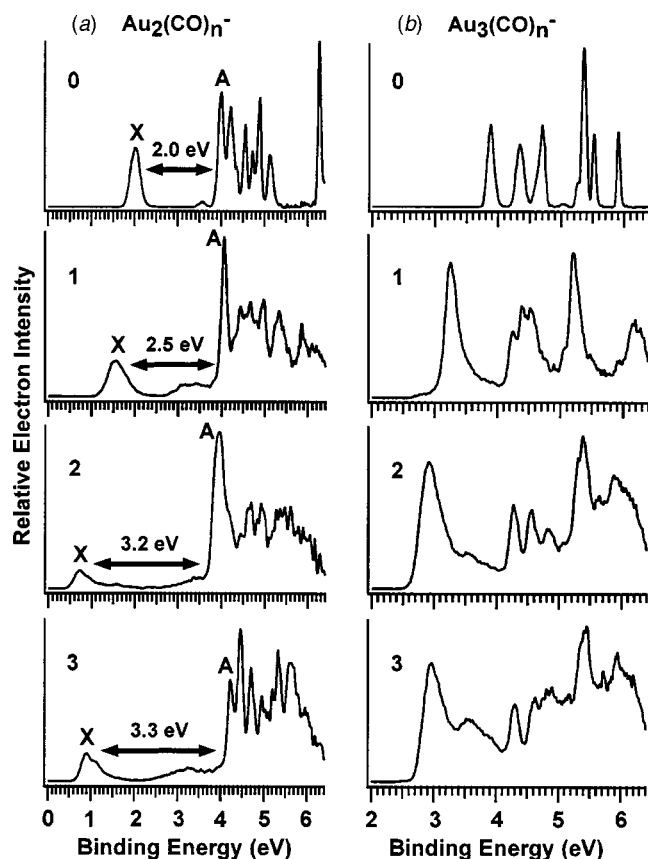 (a) Au2(CO)n-
(b) Au3(CO)n-
Relative Electron Intensity
0
X
2.0 eV
A
0
1
X
2.5 eV
A
1
2
X
3.2 eV
A
2
3
X
3.3 eV
A
3
0 1 2 3 4 5 6
2 3 4 5 6
Binding Energy (eV)
Binding Energy (eV)